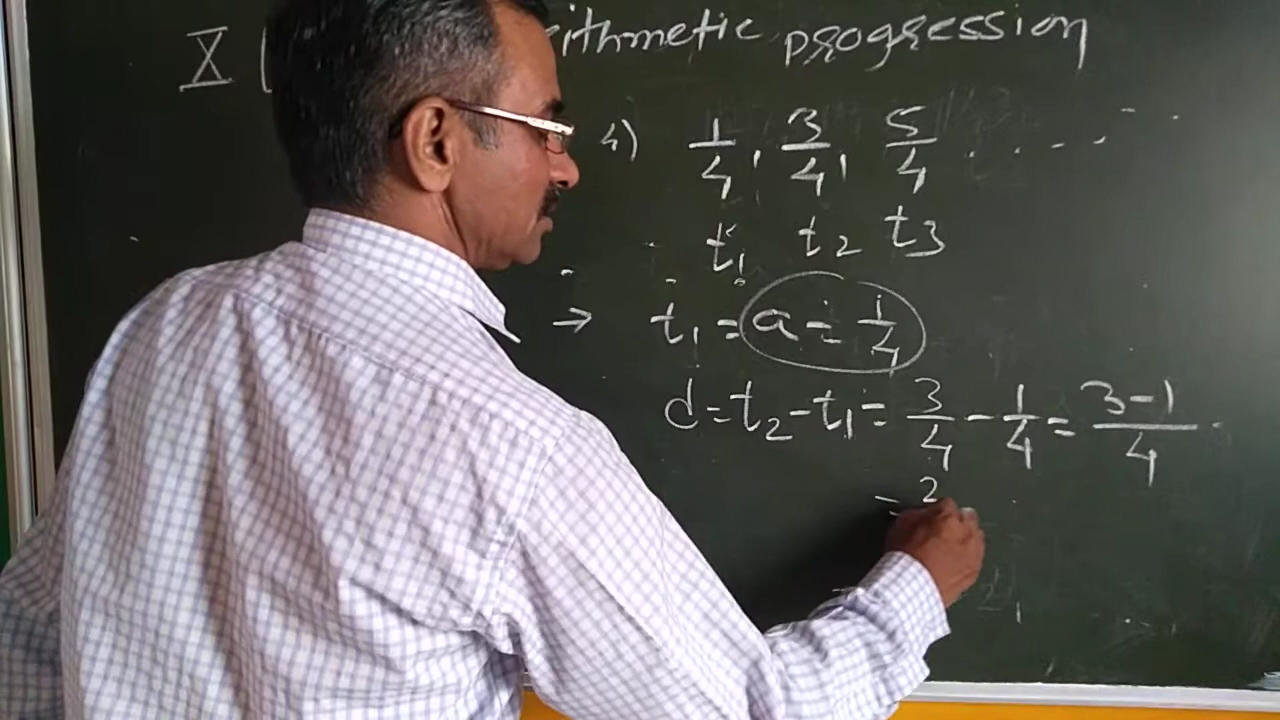 X ( ithmetic progression
4) 1/4, 3/4, 5/4 . . . - - .
t1 t2 t3
→ t1 = a = 1/4
d = t2 - t1 = 3/4 - 1/4 = 3-1/4
= 2